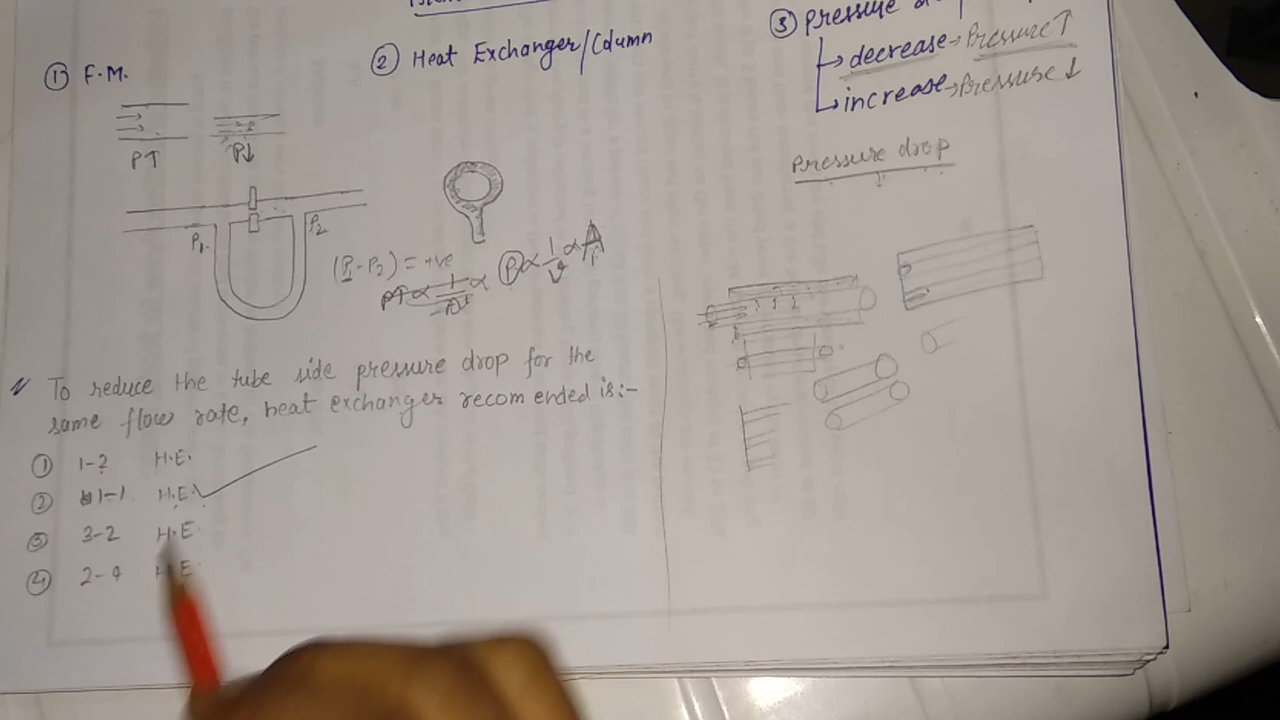 ① F.M.
② Heat Exchanger/Column
③ Pressure
→ decrease → Pressure ↑
→ increase → Pressure ↓
P↑
P↓
Pressure drop
P₁
P₂
(P₁-P₂) = +ve
P ∝ 1/v ∝ A
To reduce the tube side pressure drop for the
same flow rate, heat exchanger recomended is:-
① 1-2 H.E.
② 1-1 H.E.
③ 3-2 H.E.
④ 2-4 H.E.